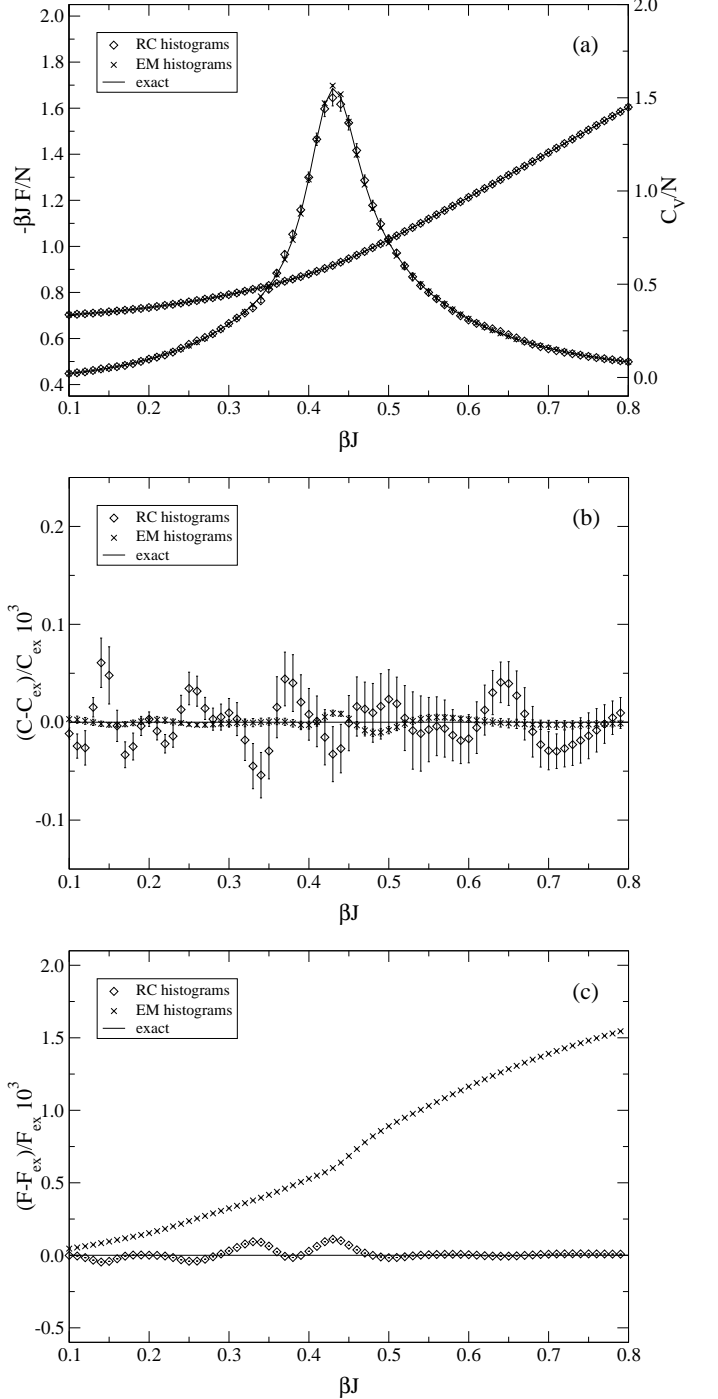 2.0
1.8
1.6
1.4
1.2
1.0
0.8
0.6
0.4
-βJ F/N
2.0
1.5
1.0
0.5
0.0
C_V/N
RC histograms
EM histograms
exact
(a)
0.1 0.2 0.3 0.4 0.5 0.6 0.7 0.8
βJ
0.2
0.1
0.0
-0.1
(C-C_ex)/C_ex 10^3
RC histograms
EM histograms
exact
(b)
0.1 0.2 0.3 0.4 0.5 0.6 0.7 0.8
βJ
2.0
1.5
1.0
0.5
0.0
-0.5
(F-F_ex)/F_ex 10^3
RC histograms
EM histograms
exact
(c)
0.1 0.2 0.3 0.4 0.5 0.6 0.7 0.8
βJ